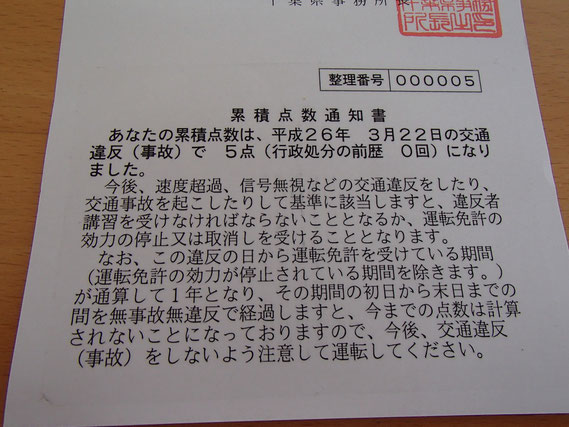 千葉県事務所長
整理番号 000005
累積点数通知書
あなたの累積点数は、平成26年 3月22日の交通
違反（事故）で 5点（行政処分の前歴 0回）になり
ました。
今後、速度超過、信号無視などの交通違反をしたり、
交通事故を起こしたりして基準に該当しますと、違反者
講習を受けなければならないこととなるか、運転免許の
効力の停止又は取消しを受けることとなります。
なお、この違反の日から運転免許を受けている期間
（運転免許の効力が停止されている期間を除きます。）
が通算して１年となり、その期間の初日から末日までの
間を無事故無違反で経過しますと、今までの点数は計算
されないことになっておりますので、今後、交通違反
（事故）をしないよう注意して運転してください。